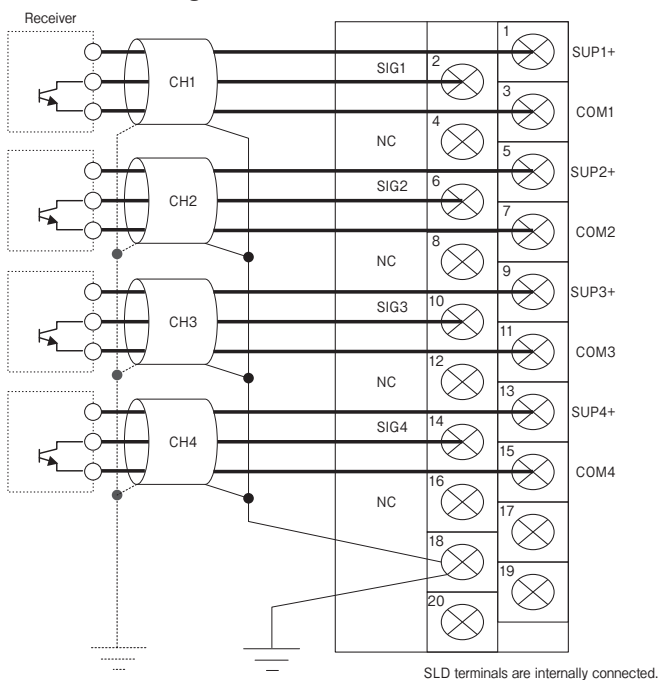 Receiver
1
SUP1+
SIG1
2
CH1
3
COM1
4
NC
5
SUP2+
SIG2
6
CH2
7
COM2
8
NC
9
SUP3+
SIG3
10
CH3
11
COM3
12
NC
13
SUP4+
SIG4
14
CH4
15
COM4
16
NC
17
18
19
20
SLD terminals are internally connected.